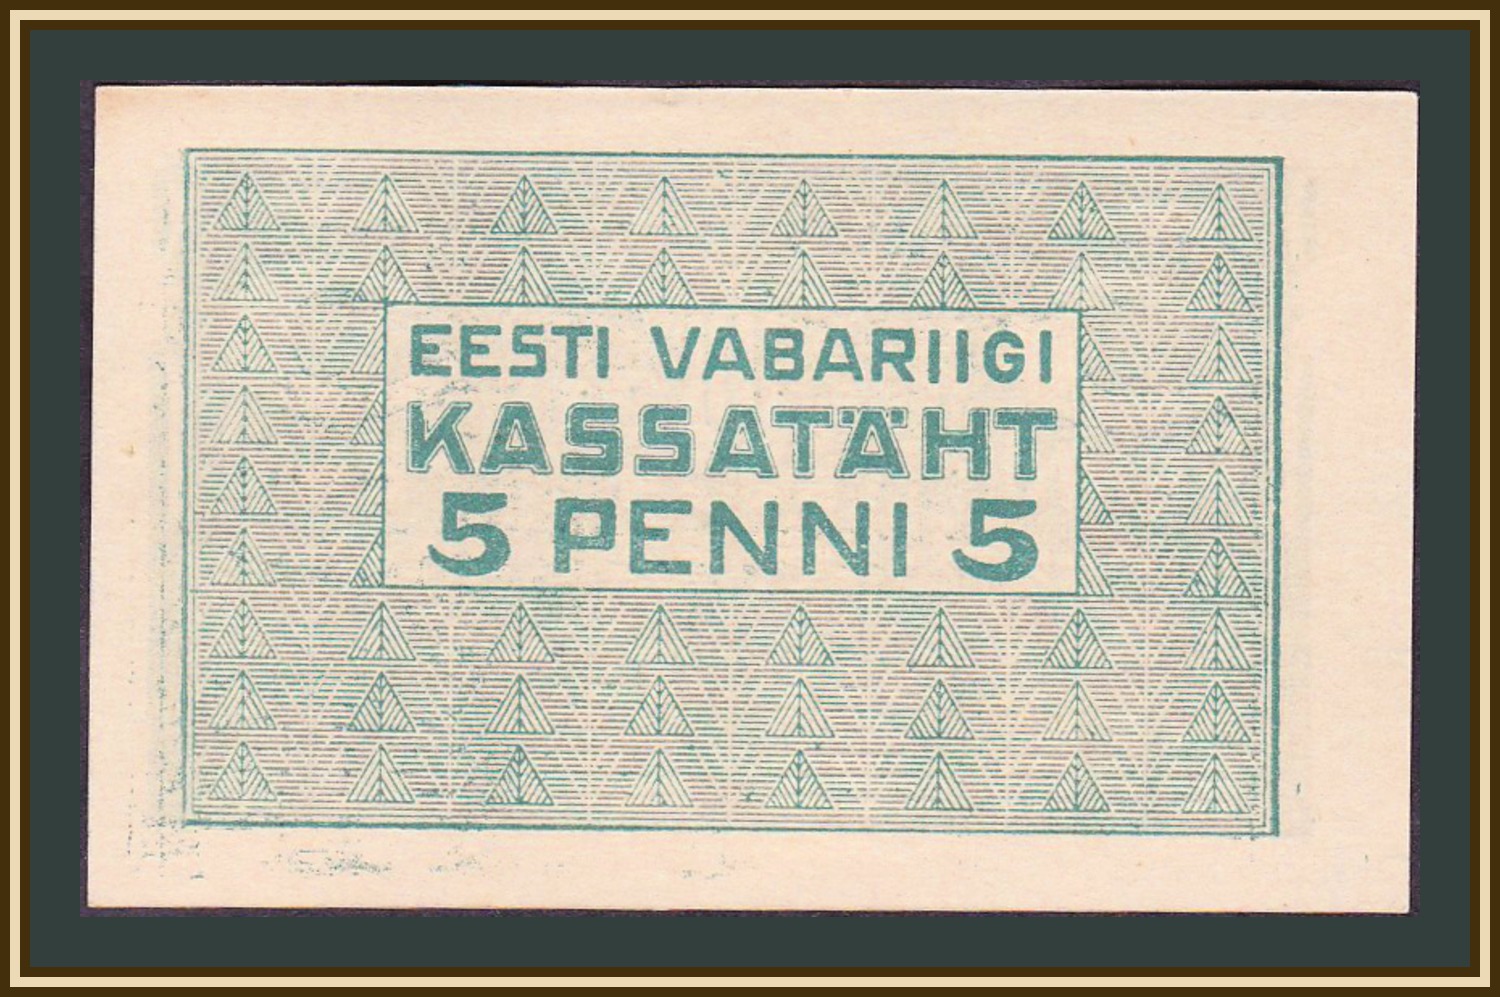 EESTI VABARIIGI
KASSATÄHT
5 PENNI 5